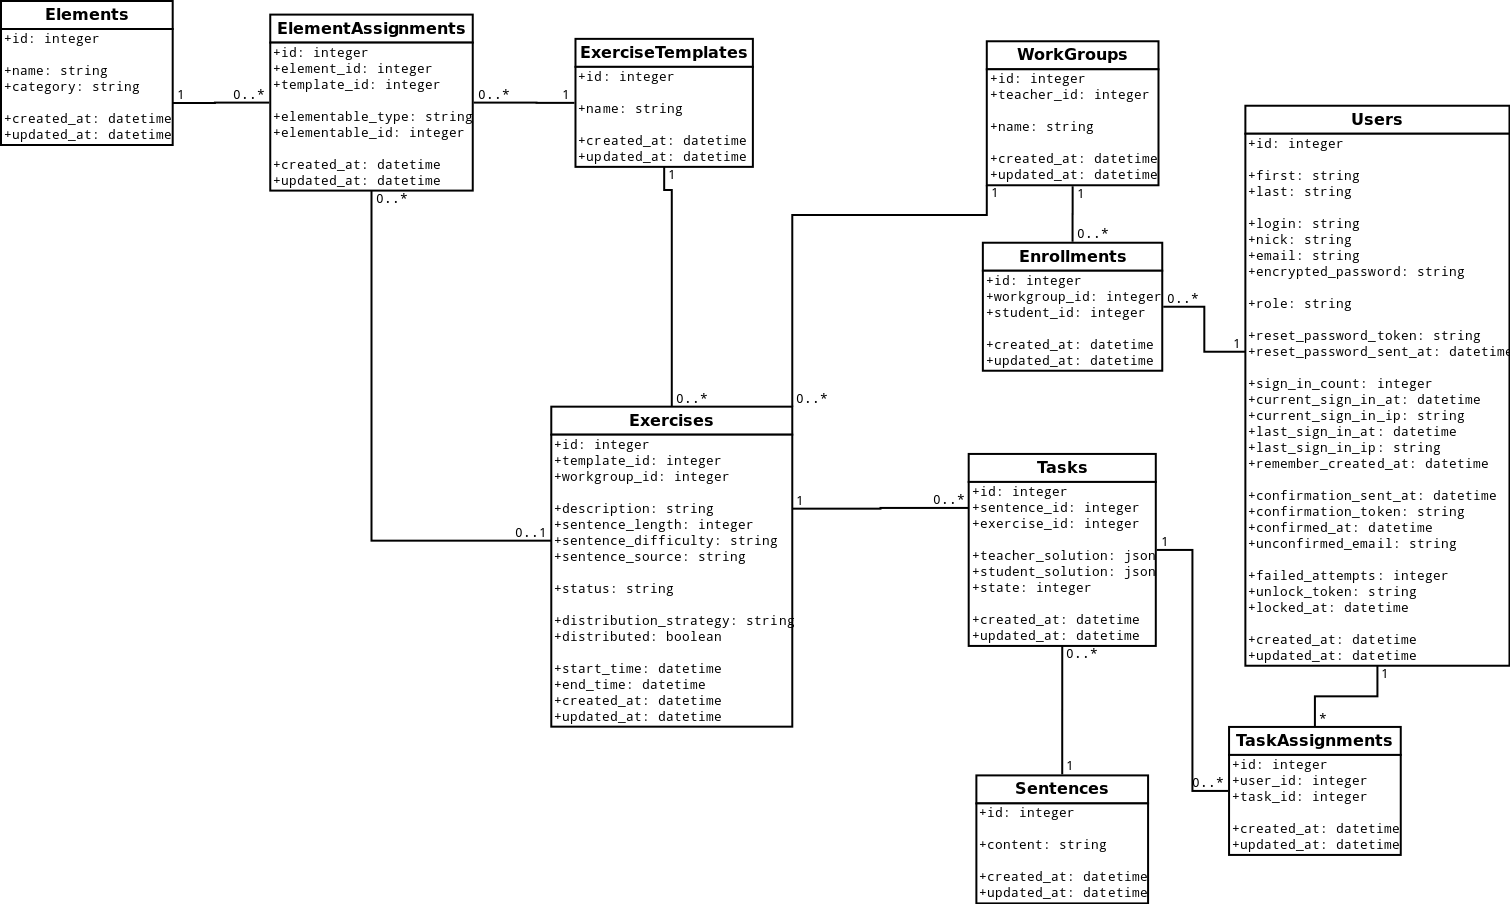 Elements
+id: integer
+name: string
+category: string
+created_at: datetime
+updated_at: datetime
1
0..*
ElementAssignments
+id: integer
+element_id: integer
+template_id: integer
+elementable_type: string
+elementable_id: integer
+created_at: datetime
+updated_at: datetime
0..*
1
0..*
0..1
ExerciseTemplates
+id: integer
+name: string
+created_at: datetime
+updated_at: datetime
1
0..*
WorkGroups
+id: integer
+teacher_id: integer
+name: string
+created_at: datetime
+updated_at: datetime
1
0..*
1
0..*
Enrollments
+id: integer
+workgroup_id: integer
+student_id: integer
+created_at: datetime
+updated_at: datetime
0..*
1
Users
+id: integer
+first: string
+last: string
+login: string
+nick: string
+email: string
+encrypted_password: string
+role: string
+reset_password_token: string
+reset_password_sent_at: datetime
+sign_in_count: integer
+current_sign_in_at: datetime
+current_sign_in_ip: string
+last_sign_in_at: datetime
+last_sign_in_ip: string
+remember_created_at: datetime
+confirmation_sent_at: datetime
+confirmation_token: string
+confirmed_at: datetime
+unconfirmed_email: string
+failed_attempts: integer
+unlock_token: string
+locked_at: datetime
+created_at: datetime
+updated_at: datetime
1
*
Exercises
+id: integer
+template_id: integer
+workgroup_id: integer
+description: string
+sentence_length: integer
+sentence_difficulty: string
+sentence_source: string
+status: string
+distribution_strategy: string
+distributed: boolean
+start_time: datetime
+end_time: datetime
+created_at: datetime
+updated_at: datetime
1
0..*
Tasks
+id: integer
+sentence_id: integer
+exercise_id: integer
+teacher_solution: json
+student_solution: json
+state: integer
+created_at: datetime
+updated_at: datetime
1
0..*
0..*
1
TaskAssignments
+id: integer
+user_id: integer
+task_id: integer
+created_at: datetime
+updated_at: datetime
Sentences
+id: integer
+content: string
+created_at: datetime
+updated_at: datetime